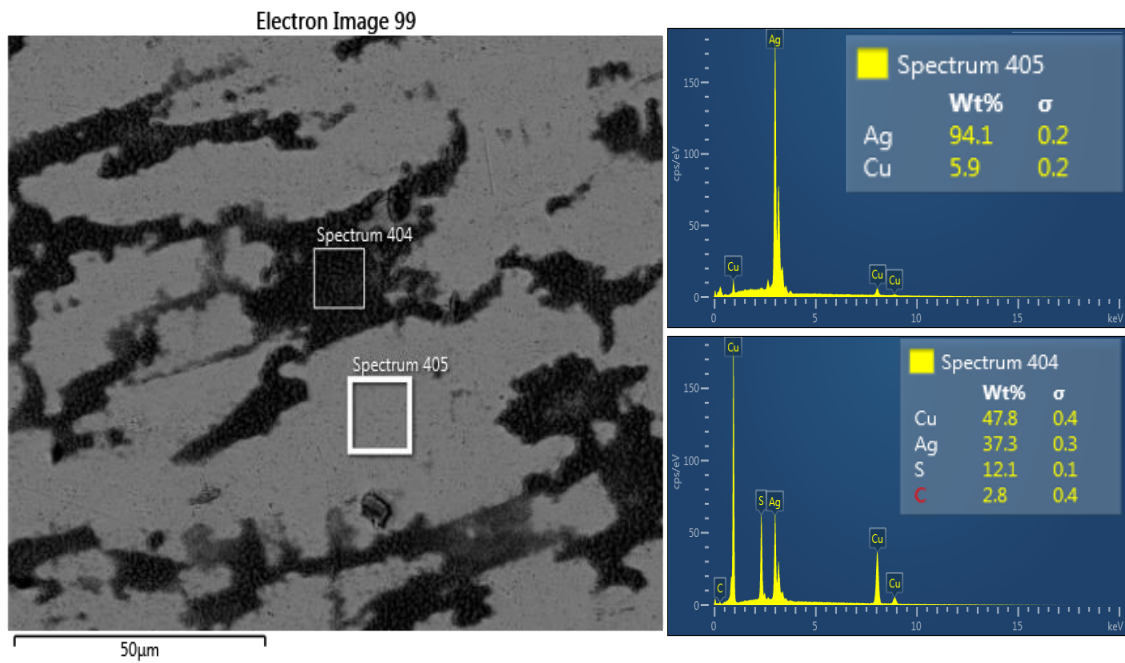 Electron Image 99
Spectrum 404
Spectrum 405
50µm
Ag
Spectrum 405
Wt% σ
Ag 94.1 0.2
Cu 5.9 0.2
150
100
50
0
cps/eV
Cu
Cu
Cu
0 5 10 15 keV
Cu
Spectrum 404
Wt% σ
Cu 47.8 0.4
Ag 37.3 0.3
S 12.1 0.1
C 2.8 0.4
150
100
50
0
cps/eV
S
Ag
Cu
Cu
C
0 5 10 15 keV